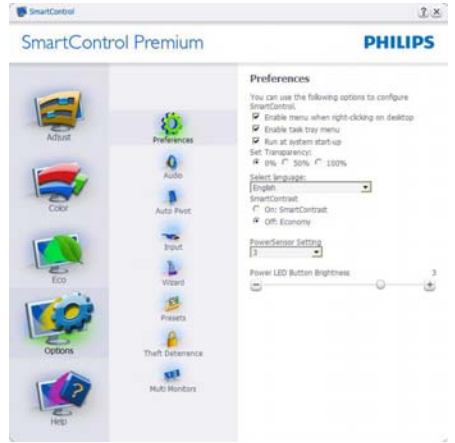 SmartControl
SmartControl Premium
PHILIPS
Adjust
Color
Eco
Options
Help
Preferences
Audio
Auto Pivot
Input
Wizard
Presets
Theft Deterrence
Multi Monitors
Preferences
You can use the following options to configure
SmartControl.
Enable menu when right-clicking on desktop
Enable task tray menu
Run at system start-up
Set Transparency:
0% 50% 100%
Select language:
English
SmartContrast
On: SmartContrast
Off: Economy
PowerSensor Setting
3
Power LED Button Brightness 3